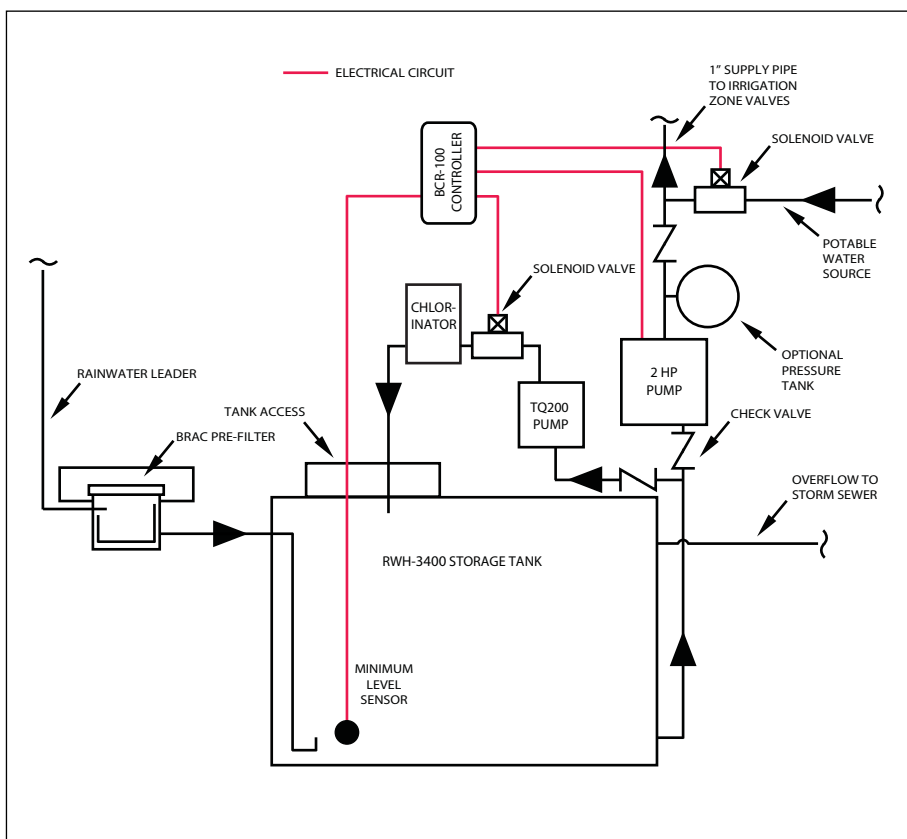 ELECTRICAL CIRCUIT
1” SUPPLY PIPE
TO IRRIGATION
ZONE VALVES
SOLENOID VALVE
BCR-100
CONTROLLER
POTABLE
WATER
SOURCE
SOLENOID VALVE
CHLOR-
INATOR
OPTIONAL
PRESSURE
TANK
2 HP
PUMP
RAINWATER LEADER
TANK ACCESS
TQ200
PUMP
CHECK VALVE
BRAC PRE-FILTER
OVERFLOW TO
STORM SEWER
RWH-3400 STORAGE TANK
MINIMUM
LEVEL
SENSOR